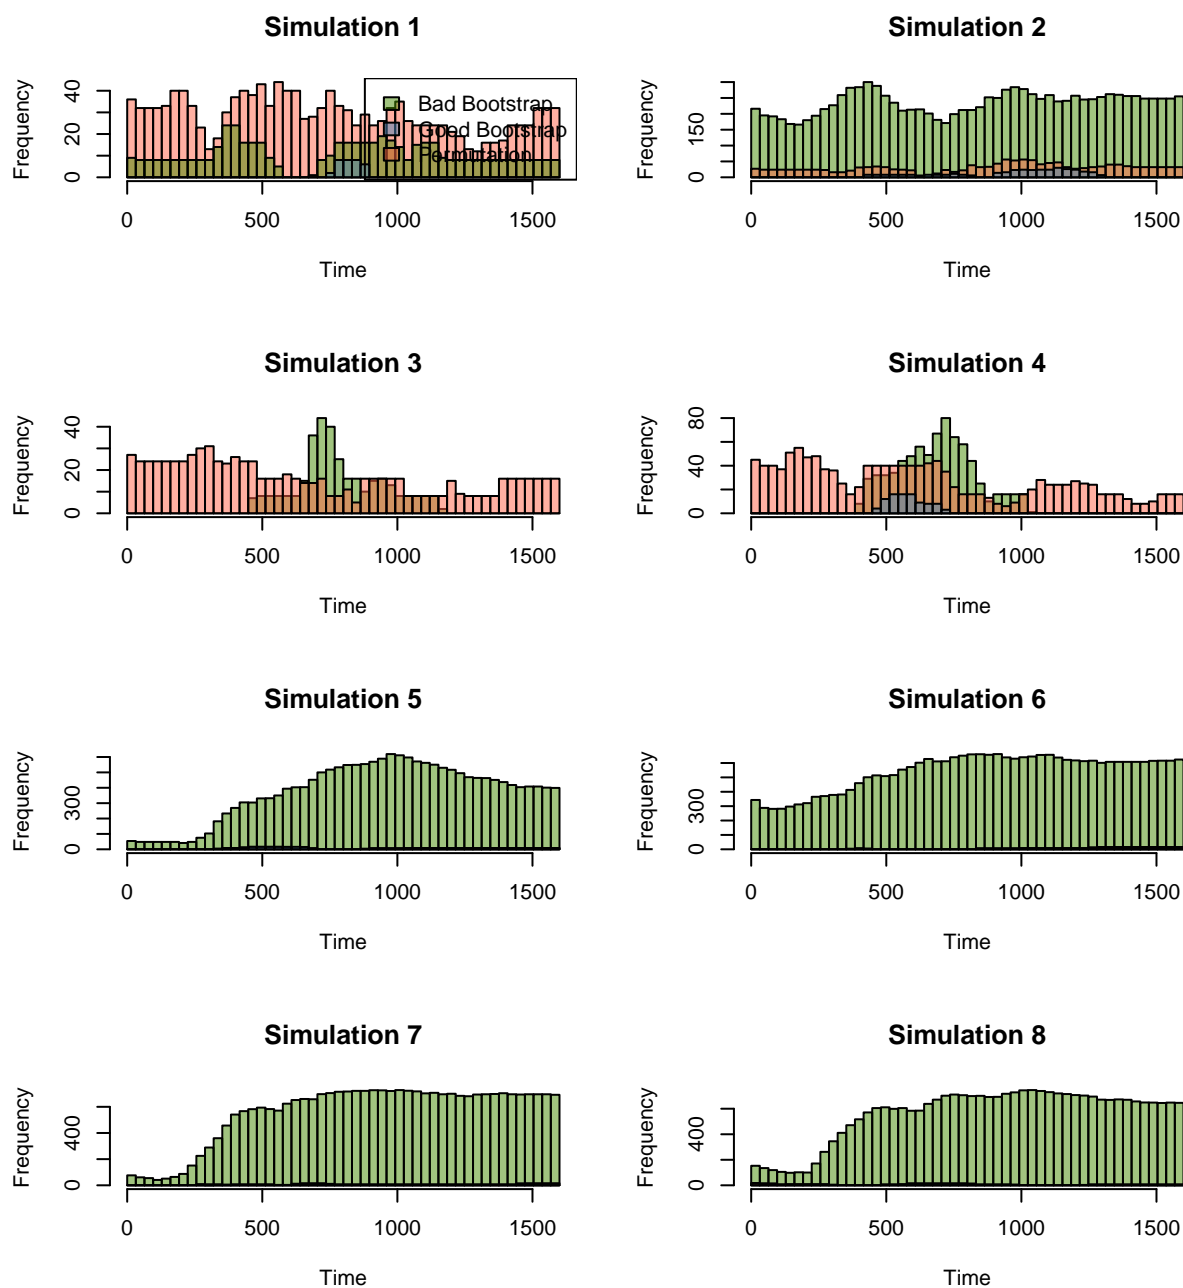 Simulation 1
Frequency
0 20 40
Bad Bootstrap
Good Bootstrap
Permutation
0 500 1000 1500
Time
Simulation 2
Frequency
0 150
0 500 1000 1500
Time
Simulation 3
Frequency
0 20 40
0 500 1000 1500
Time
Simulation 4
Frequency
0 40 80
0 500 1000 1500
Time
Simulation 5
Frequency
0 300
0 500 1000 1500
Time
Simulation 6
Frequency
0 300
0 500 1000 1500
Time
Simulation 7
Frequency
0 400
0 500 1000 1500
Time
Simulation 8
Frequency
0 400
0 500 1000 1500
Time